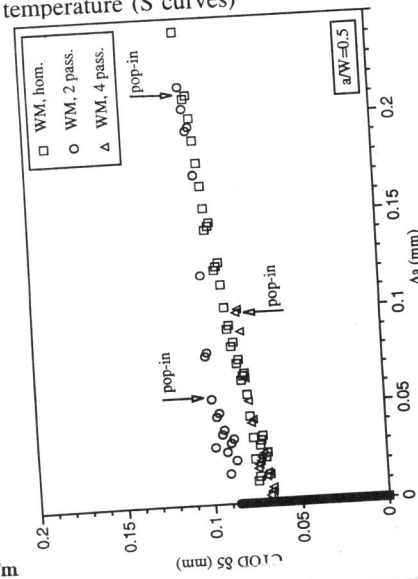 temperature (S curves)
□ WM, hom.
○ WM, 2 pass.
△ WM, 4 pass.
pop-in
pop-in
pop-in
a/W=0.5
0.2
0.15
0.1
0.05
0
CTOD δ5 (mm)
0
0.05
0.1
0.15
0.2
Δa (mm)